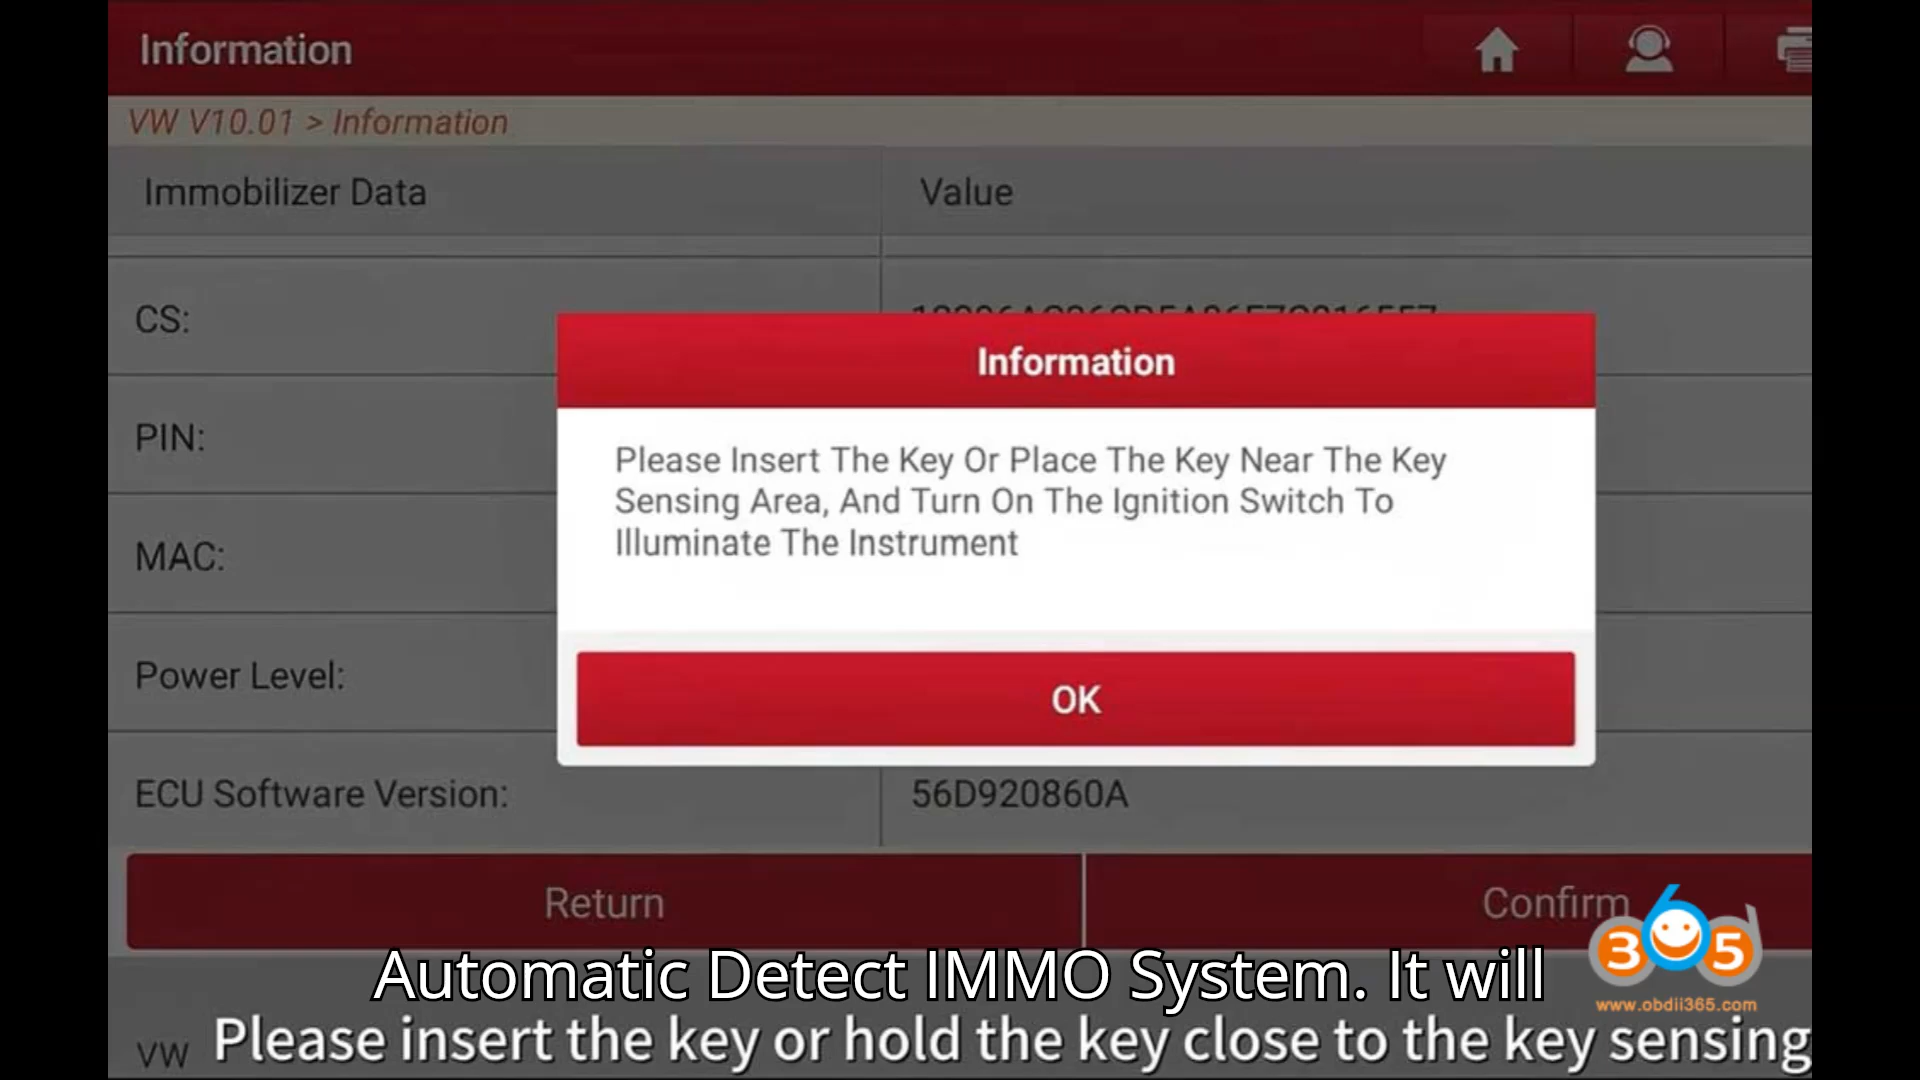 Information
VW V10.01 > Information
Immobilizer Data
Value
CS:
Information
PIN:
Please Insert The Key Or Place The Key Near The Key
Sensing Area, And Turn On The Ignition Switch To
Illuminate The Instrument
MAC:
Power Level:
OK
ECU Software Version:
56D920860A
Return
Confirm
365
www.obdii365.com
Automatic Detect IMMO System. It will
Please insert the key or hold the key close to the key sensing
VW